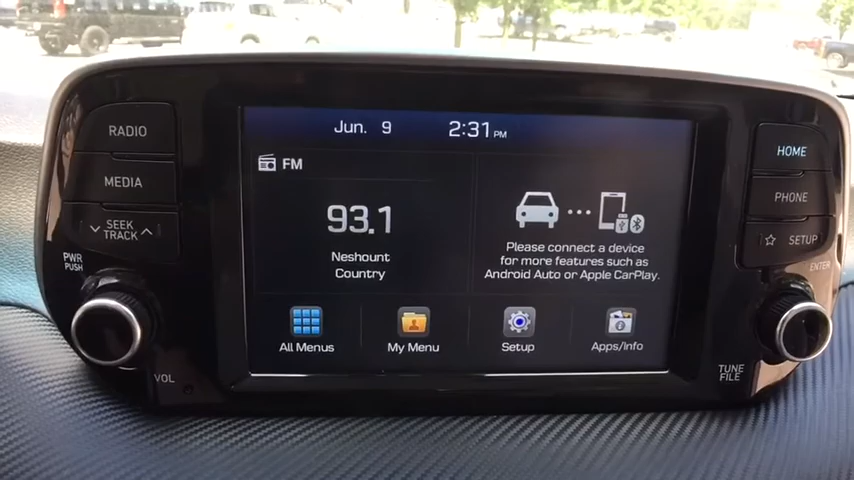 RADIO
MEDIA
SEEK
TRACK
PWR
PUSH
VOL
Jun. 9 2:31 PM
FM
93.1
Neshount
Country
Please connect a device
for more features such as
Android Auto or Apple CarPlay.
All Menus
My Menu
Setup
Apps/Info
HOME
PHONE
SETUP
ENTER
TUNE
FILE